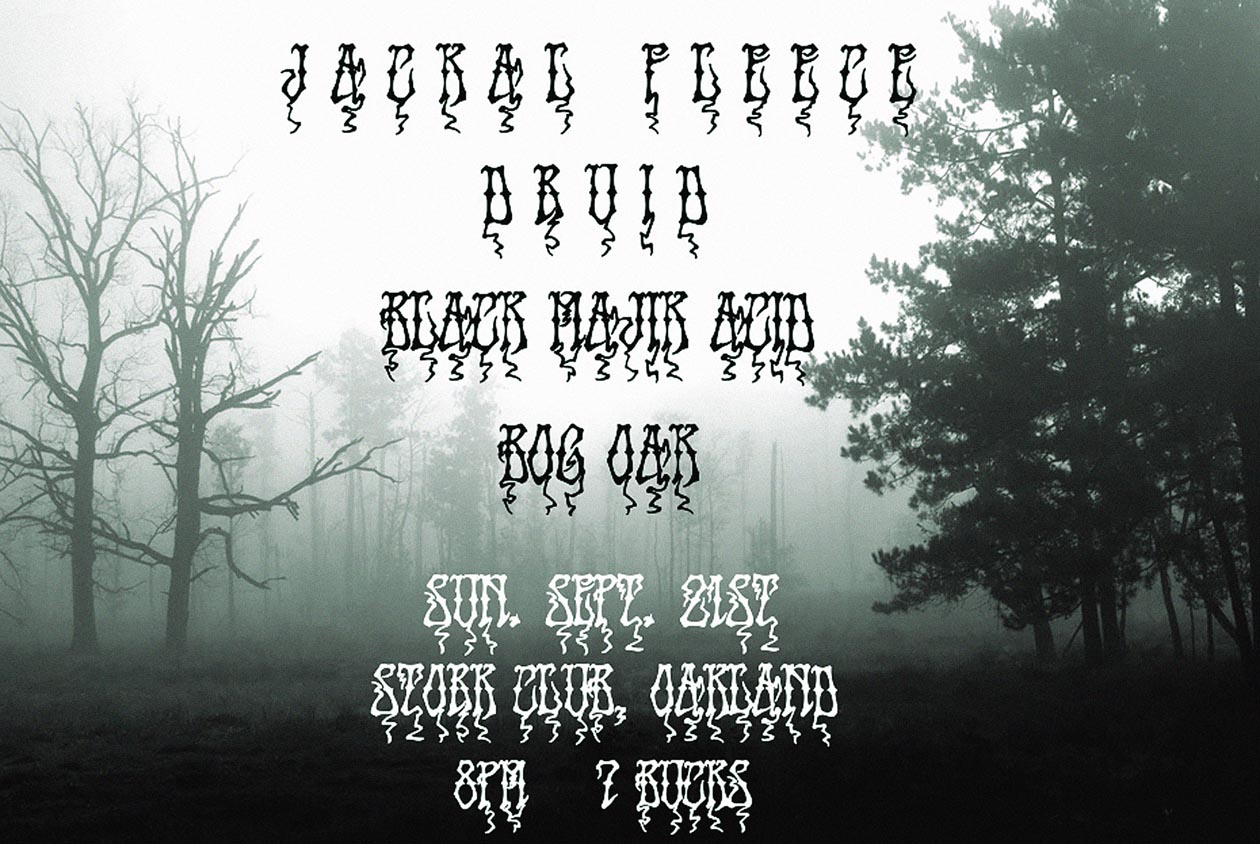 JACKAL FLEECE
DRUID
BLACK MAJIK ACID
BOG OAK
SUN. SEPT. 21ST
STORK CLUB, OAKLAND
8PM 7 BUCKS